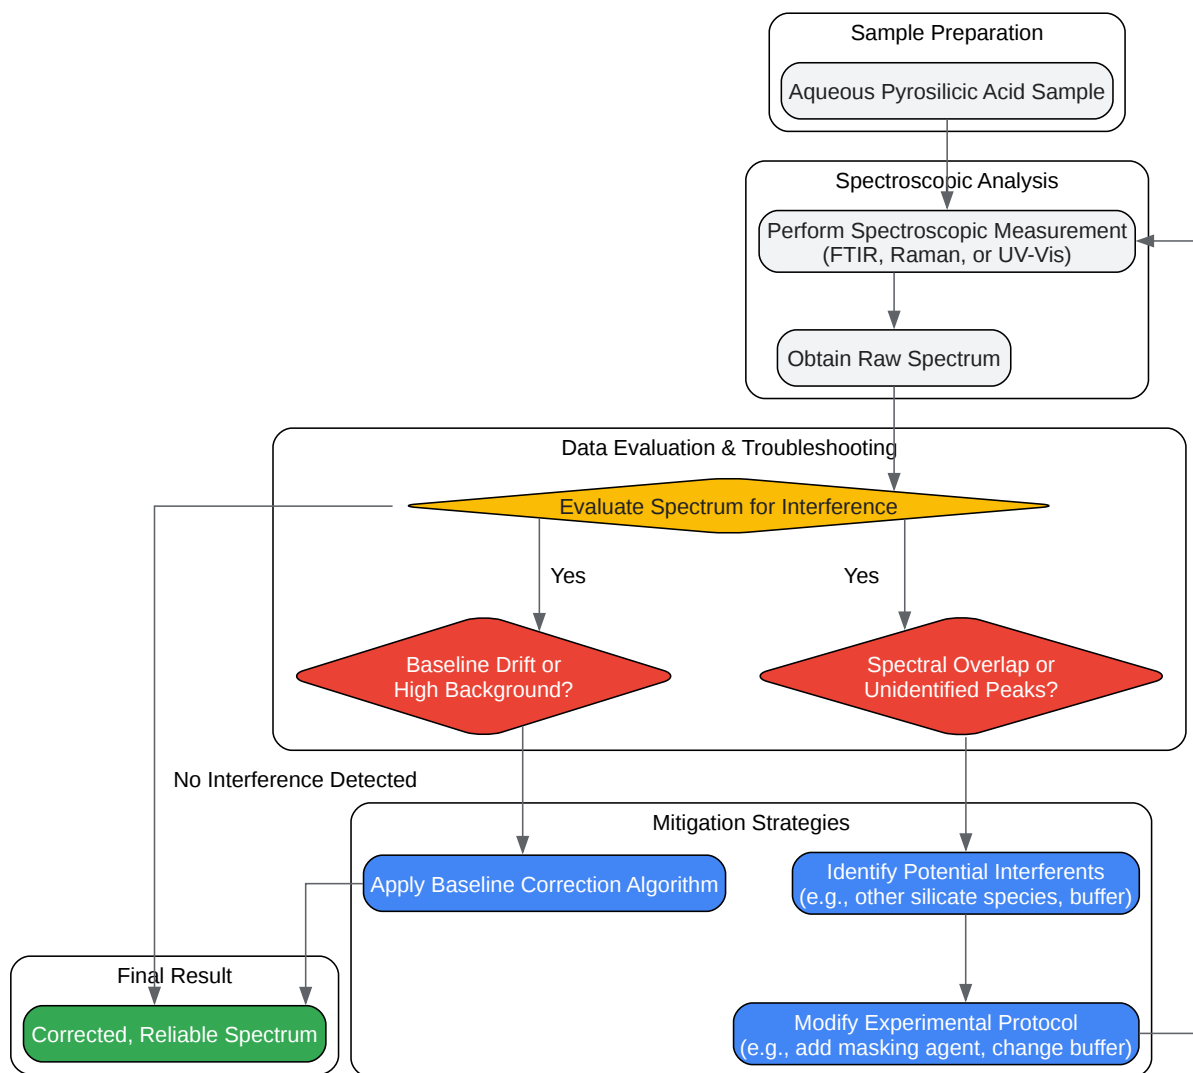 Sample Preparation
Aqueous Pyrosilicic Acid Sample
Spectroscopic Analysis
Perform Spectroscopic Measurement
(FTIR, Raman, or UV-Vis)
Obtain Raw Spectrum
Data Evaluation & Troubleshooting
Evaluate Spectrum for Interference
Yes
Yes
Baseline Drift or
High Background?
Spectral Overlap or
Unidentified Peaks?
No Interference Detected
Mitigation Strategies
Apply Baseline Correction Algorithm
Identify Potential Interferents
(e.g., other silicate species, buffer)
Final Result
Corrected, Reliable Spectrum
Modify Experimental Protocol
(e.g., add masking agent, change buffer)